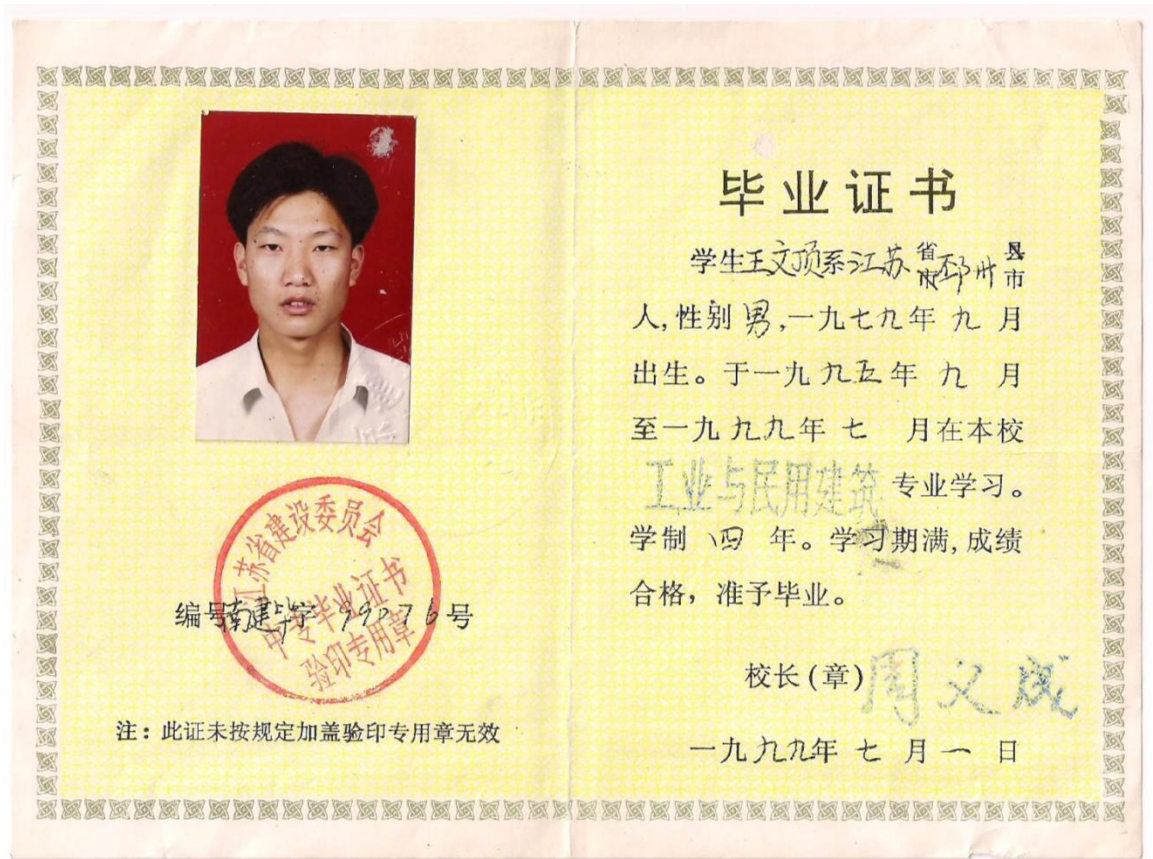 江苏省建设委员会
中专毕业证书
验印专用章
编号南建毕字 号
注：此证未按规定加盖验印专用章无效
毕业证书
学生王文顶系江苏省邳州县市
人,性别男,一九七九年九月
出生。于一九九五年九月
至一九九九年七月在本校
工业与民用建筑专业学习。
学制四年。学习期满,成绩
合格，准予毕业。
校长(章)周文成
一九九九年七月一日